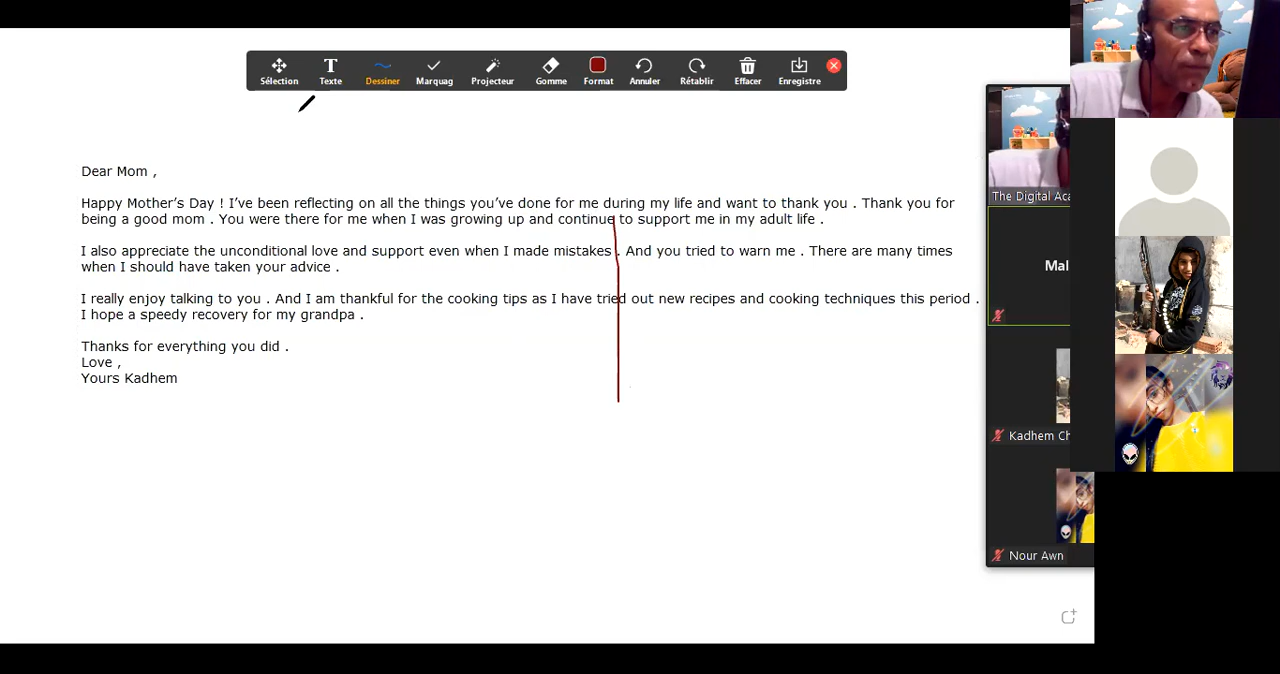 Sélection Texte Dessiner Marquag Projecteur Gomme Format Annuler Rétablir Effacer Enregistre
Dear Mom ,
Happy Mother's Day ! I've been reflecting on all the things you've done for me during my life and want to thank you . Thank you for
being a good mom . You were there for me when I was growing up and continue to support me in my adult life .
I also appreciate the unconditional love and support even when I made mistakes . And you tried to warn me . There are many times
when I should have taken your advice .
I really enjoy talking to you . And I am thankful for the cooking tips as I have tried out new recipes and cooking techniques this period .
I hope a speedy recovery for my grandpa .
Thanks for everything you did .
Love ,
Yours Kadhem
The Digital Aca
Mal
Kadhem Ch
Nour Awn